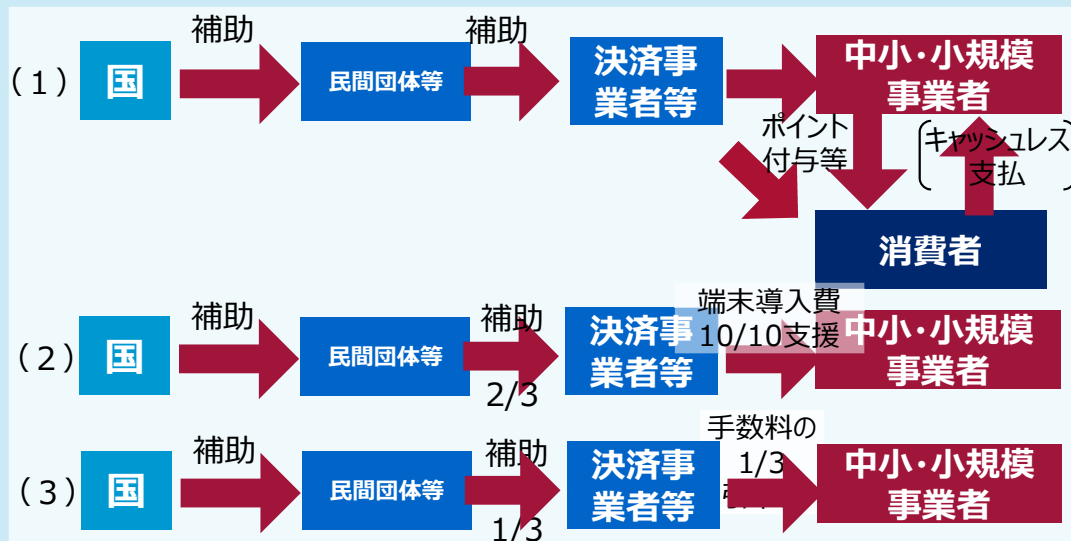 補助
補助
(1)
国
民間団体等
決済事
業者等
中小・小規模
事業者
ポイント
付与等
キャッシュレス
支払
消費者
補助
補助
端末導入費
10/10支援
(2)
国
民間団体等
2/3
決済事
業者等
中小・小規模
事業者
補助
補助
手数料の
1/3
(3)
国
民間団体等
1/3
決済事
業者等
中小・小規模
事業者